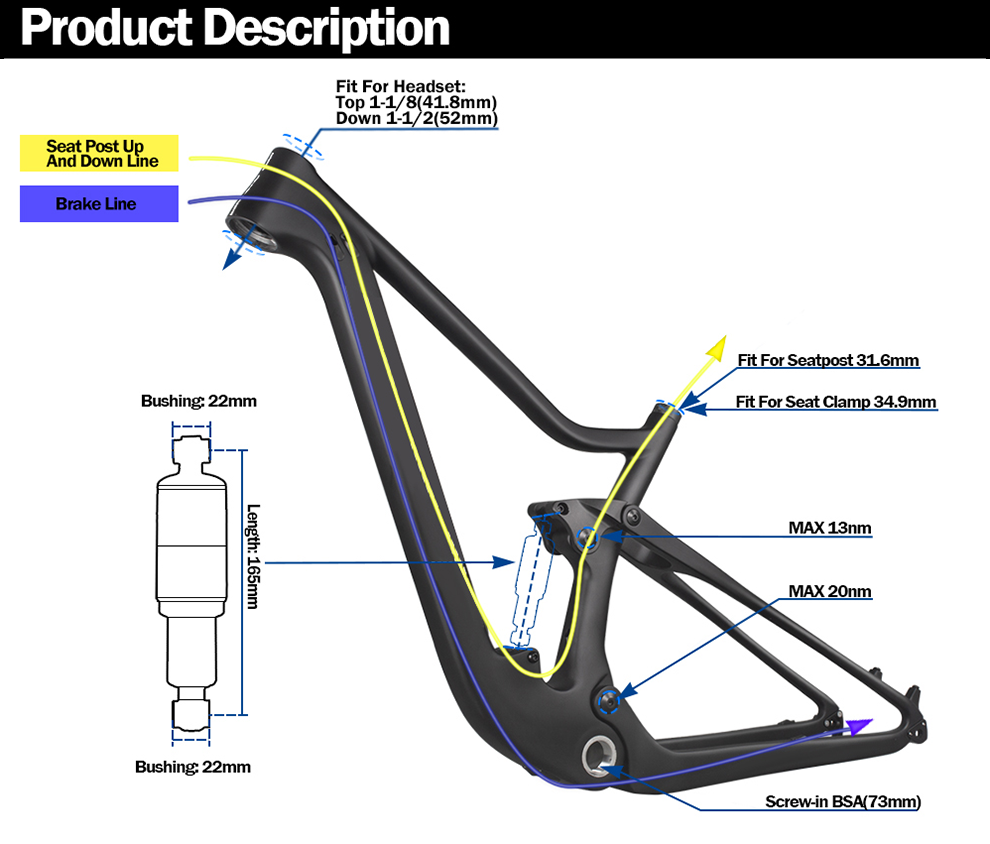 Product Description
Fit For Headset:
Top 1-1/8(41.8mm)
Down 1-1/2(52mm)
Seat Post Up
And Down Line
Brake Line
Fit For Seatpost 31.6mm
Fit For Seat Clamp 34.9mm
Bushing: 22mm
Length: 165mm
MAX 13nm
MAX 20nm
Bushing: 22mm
Screw-in BSA(73mm)